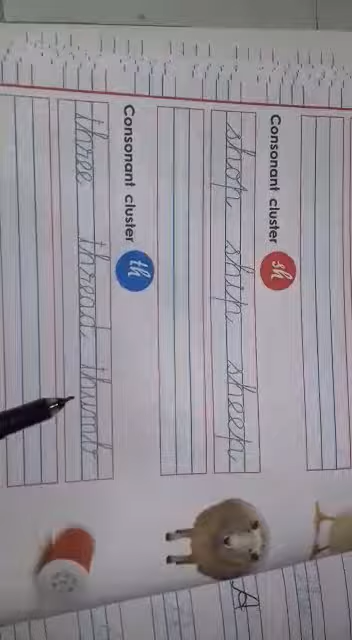 Consonant cluster sh
shop ship sheep
Consonant cluster th
three thread thumb
A